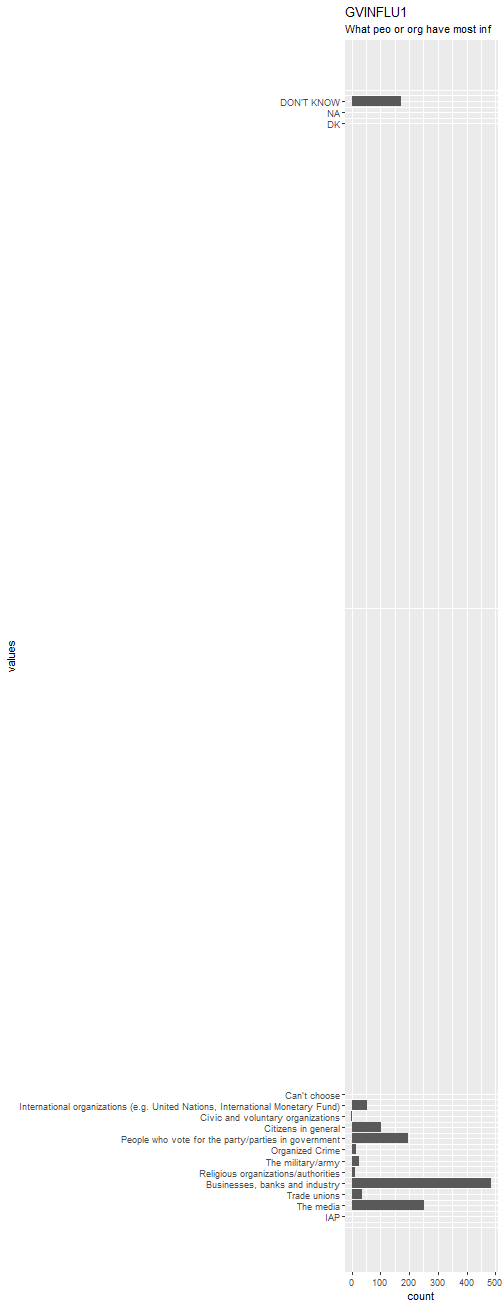 GVINFLU1
What peo or org have most inf
DON'T KNOW
NA
DK
values
Can't choose
International organizations (e.g. United Nations, International Monetary Fund)
Civic and voluntary organizations
Citizens in general
People who vote for the party/parties in government
Organized Crime
The military/army
Religious organizations/authorities
Businesses, banks and industry
Trade unions
The media
IAP
0 100 200 300 400 500
count